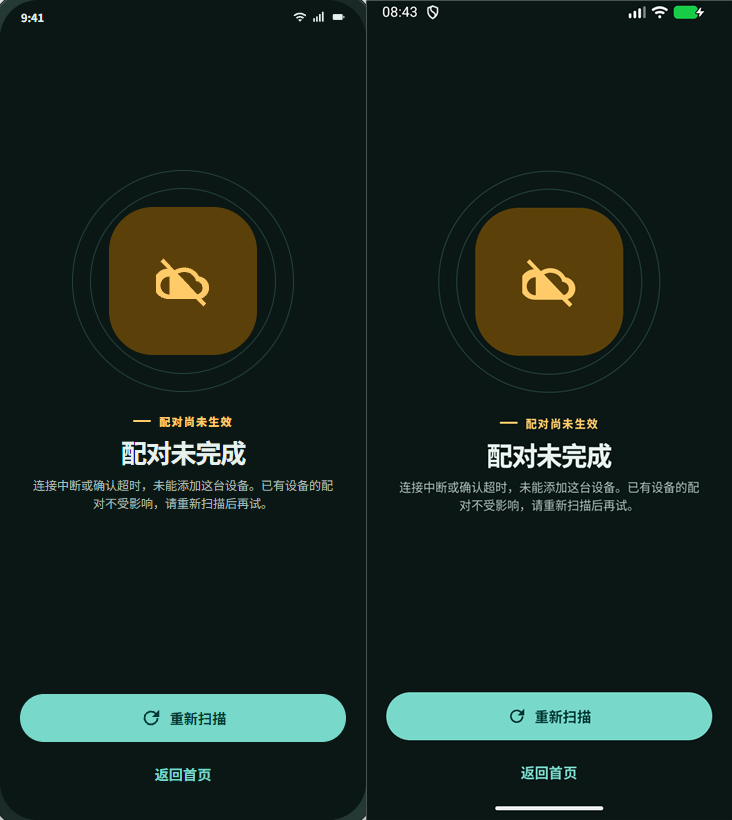 9:41
配对尚未生效
配对未完成
连接中断或确认超时，未能添加这台设备。已有设备的配
对不受影响，请重新扫描后再试。
重新扫描
返回首页
08:43
配对尚未生效
配对未完成
连接中断或确认超时，未能添加这台设备。已有设备的配
对不受影响，请重新扫描后再试。
重新扫描
返回首页